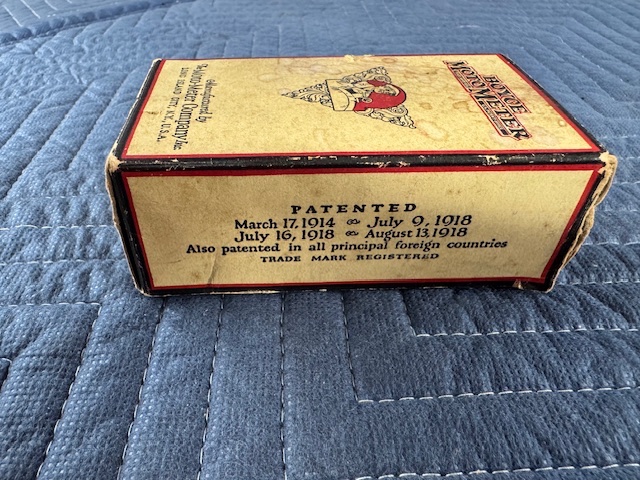 BOYCE
MOTO METER
Manufactured by
The Moto-Meter Company, Inc.
LONG ISLAND CITY, N.Y., U.S.A.
PATENTED
March 17, 1914 July 9, 1918
July 16, 1918 August 13, 1918
Also patented in all principal foreign countries
TRADE MARK REGISTERED